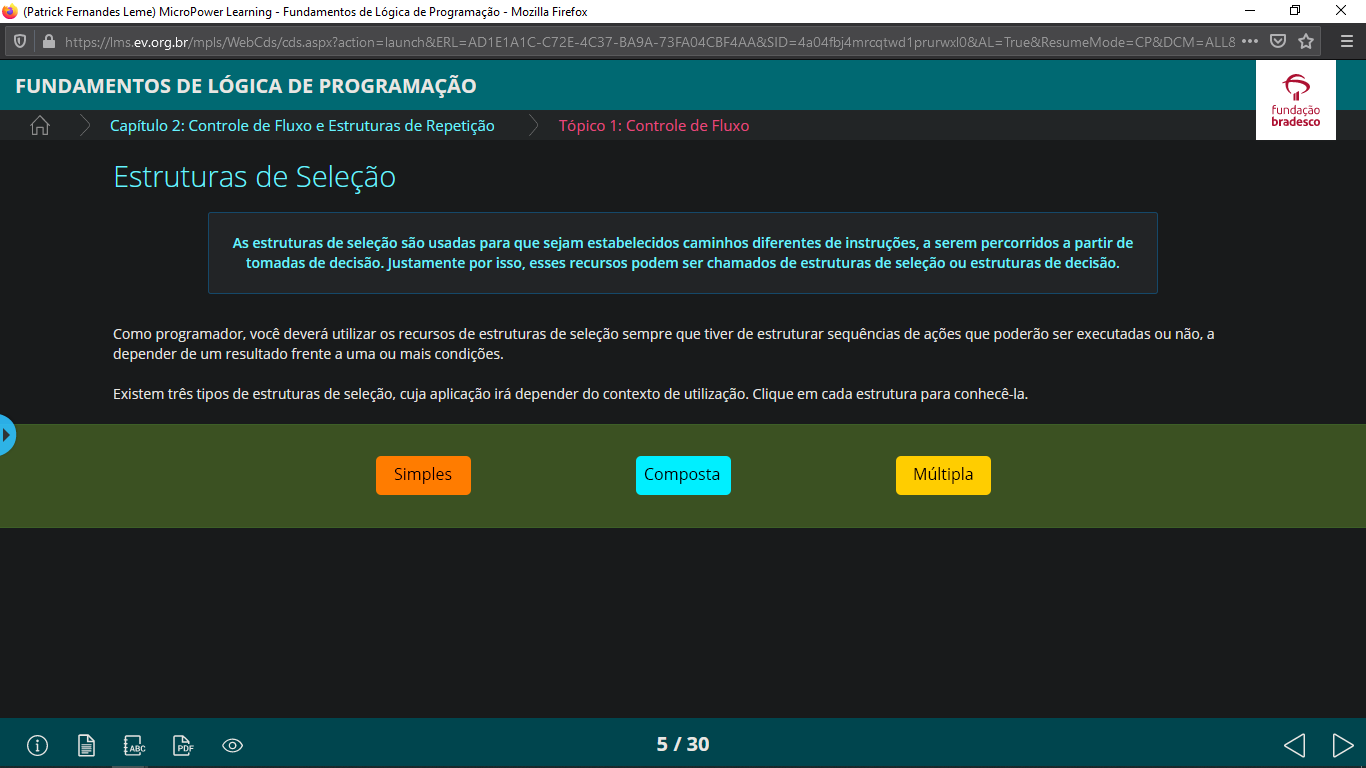 (Patrick Fernandes Leme) MicroPower Learning - Fundamentos de Lógica de Programação - Mozilla Firefox
https://lms.ev.org.br/mpls/WebCds/cds.aspx?action=launch&ERL=AD1E1A1C-C72E-4C37-BA9A-73FA04CBF4AA&SID=4a04fbj4mrcqtwd1prurwxl0&AL=True&ResumeMode=CP&DCM=ALL&
FUNDAMENTOS DE LÓGICA DE PROGRAMAÇÃO
fundação
bradesco
Capítulo 2: Controle de Fluxo e Estruturas de Repetição
Tópico 1: Controle de Fluxo
Estruturas de Seleção
As estruturas de seleção são usadas para que sejam estabelecidos caminhos diferentes de instruções, a serem percorridos a partir de
tomadas de decisão. Justamente por isso, esses recursos podem ser chamados de estruturas de seleção ou estruturas de decisão.
Como programador, você deverá utilizar os recursos de estruturas de seleção sempre que tiver de estruturar sequências de ações que poderão ser executadas ou não, a
depender de um resultado frente a uma ou mais condições.
Existem três tipos de estruturas de seleção, cuja aplicação irá depender do contexto de utilização. Clique em cada estrutura para conhecê-la.
Simples
Composta
Múltipla
ABC
PDF
5 / 30